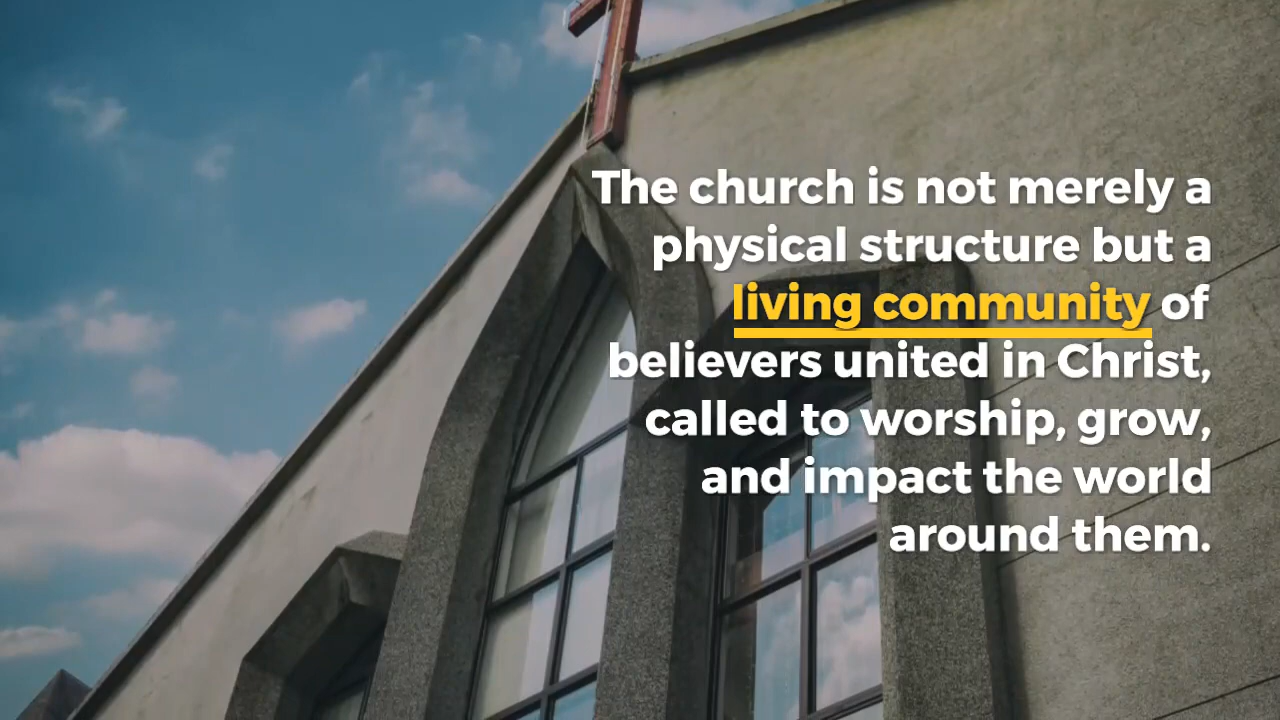 The church is not merely a
physical structure but a
living community of
believers united in Christ,
called to worship, grow,
and impact the world
around them.